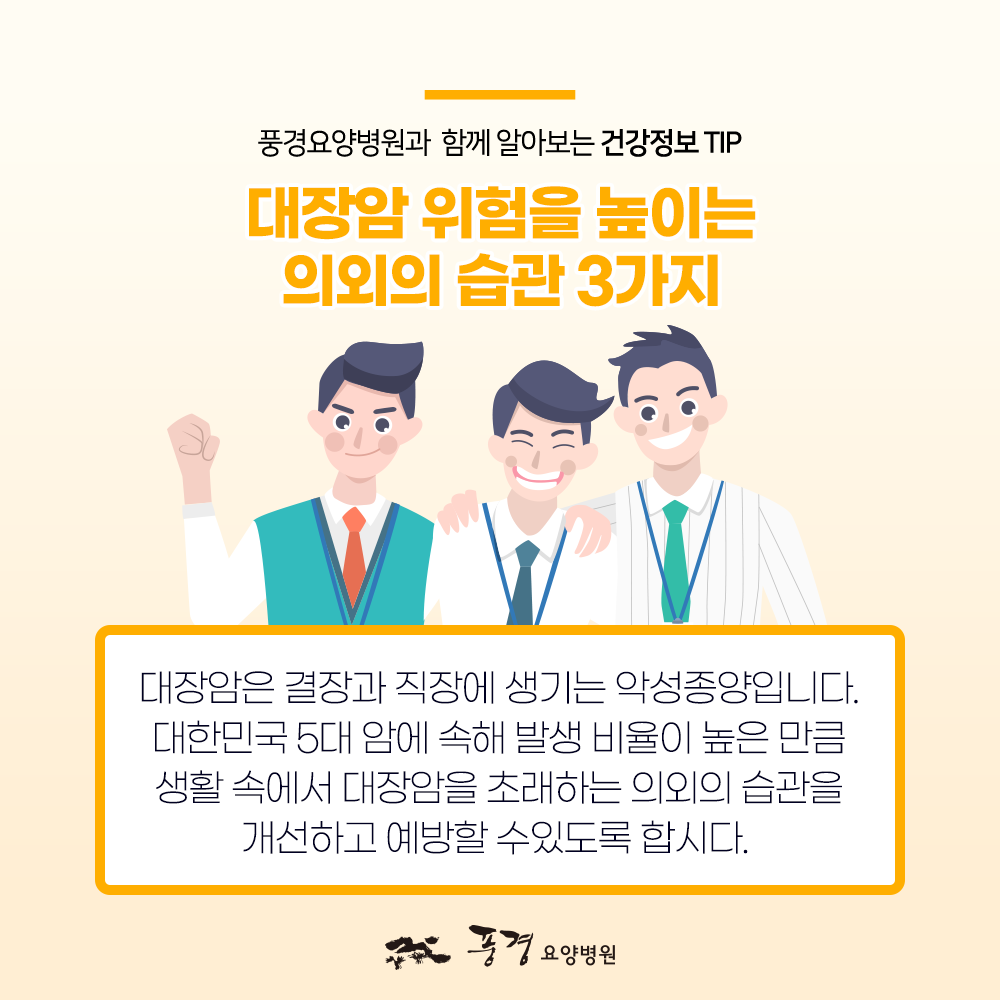 풍경요양병원과 함께 알아보는 건강정보 TIP
대장암 위험을 높이는
의외의 습관 3가지
대장암은 결장과 직장에 생기는 악성종양입니다.
대한민국 5대 암에 속해 발생 비율이 높은 만큼
생활 속에서 대장암을 초래하는 의외의 습관을
개선하고 예방할 수있도록 합시다.
풍경 요양병원